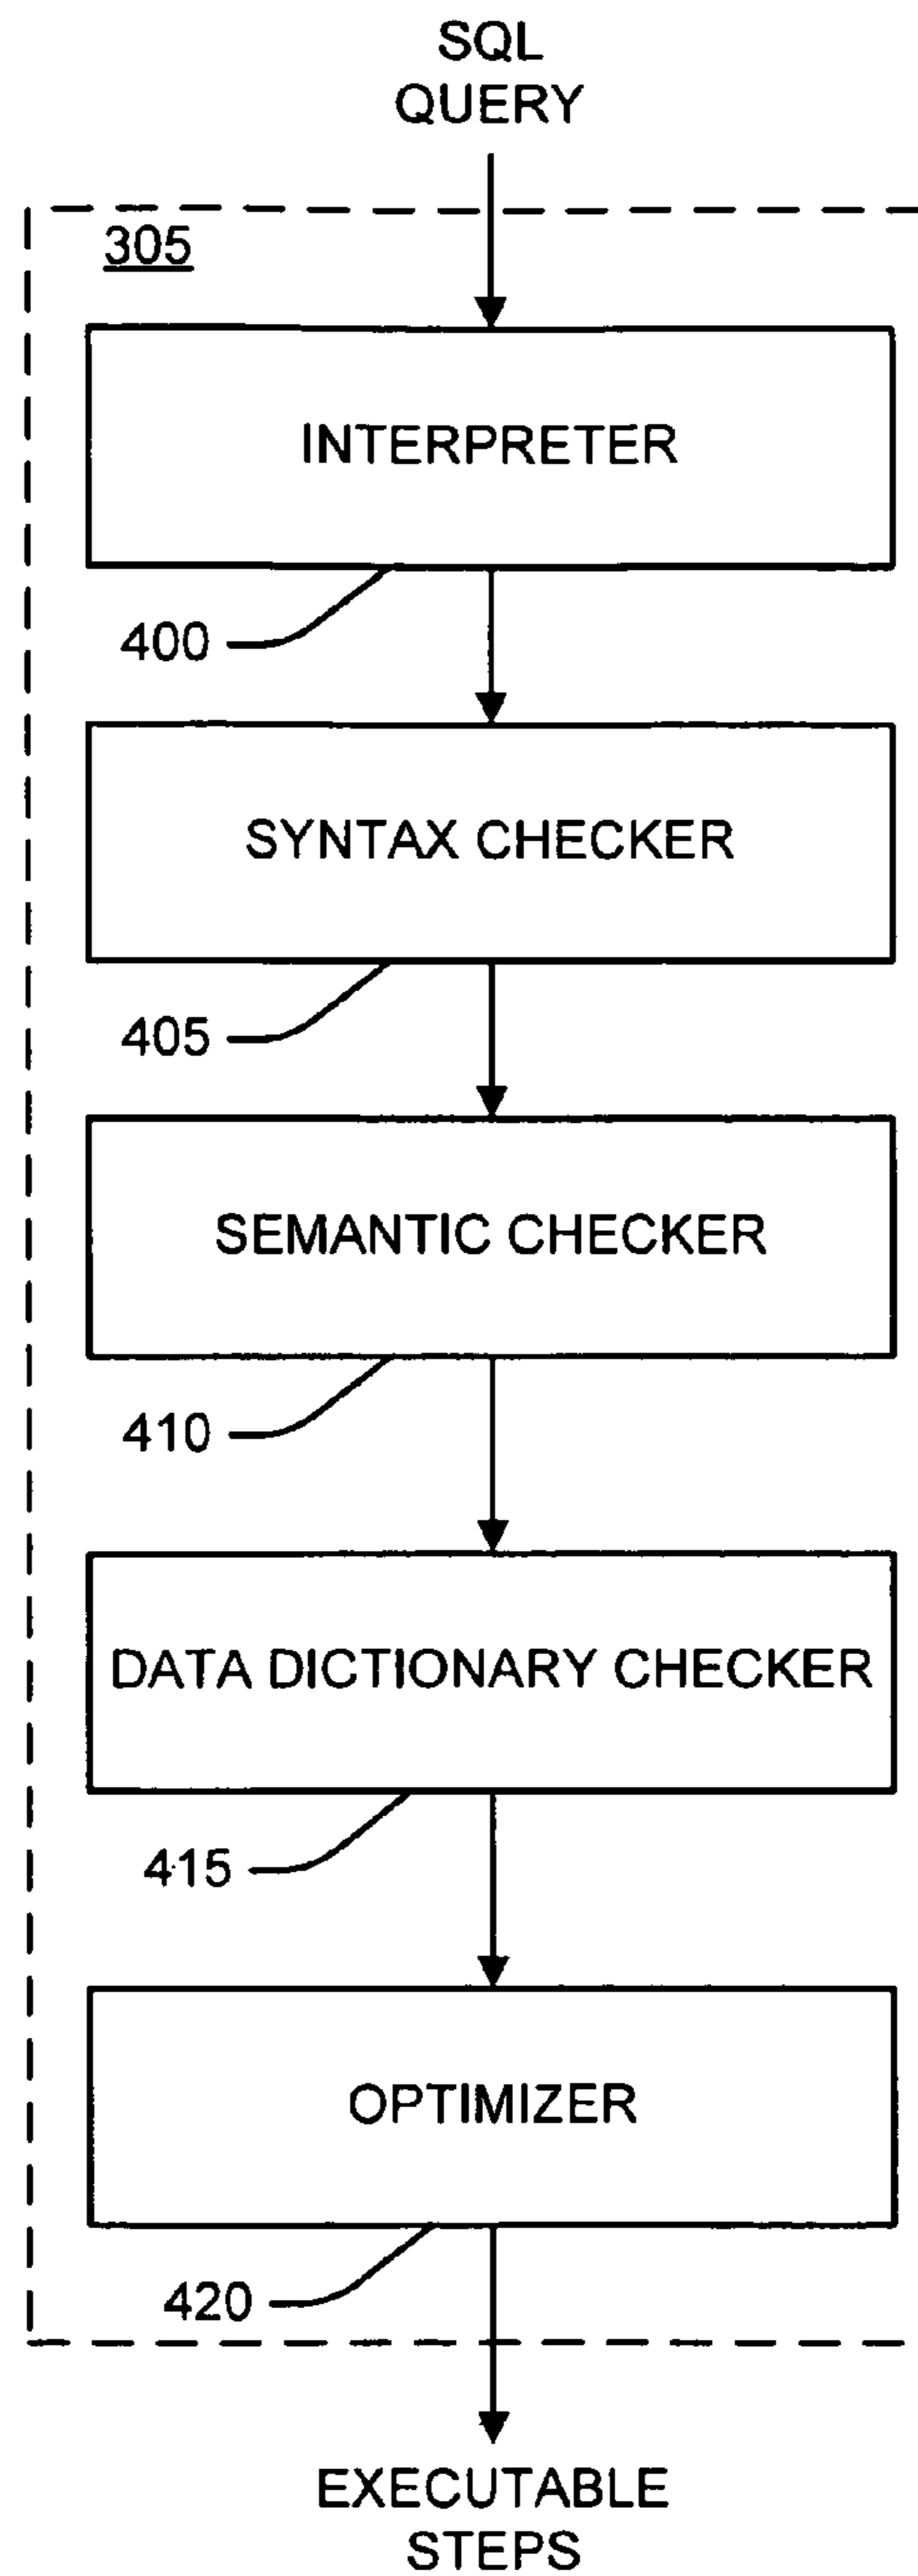 SQL
QUERY
305
INTERPRETER
400
SYNTAX CHECKER
405
SEMANTIC CHECKER
410
DATA DICTIONARY CHECKER
415
OPTIMIZER
420
EXECUTABLE
STEPS